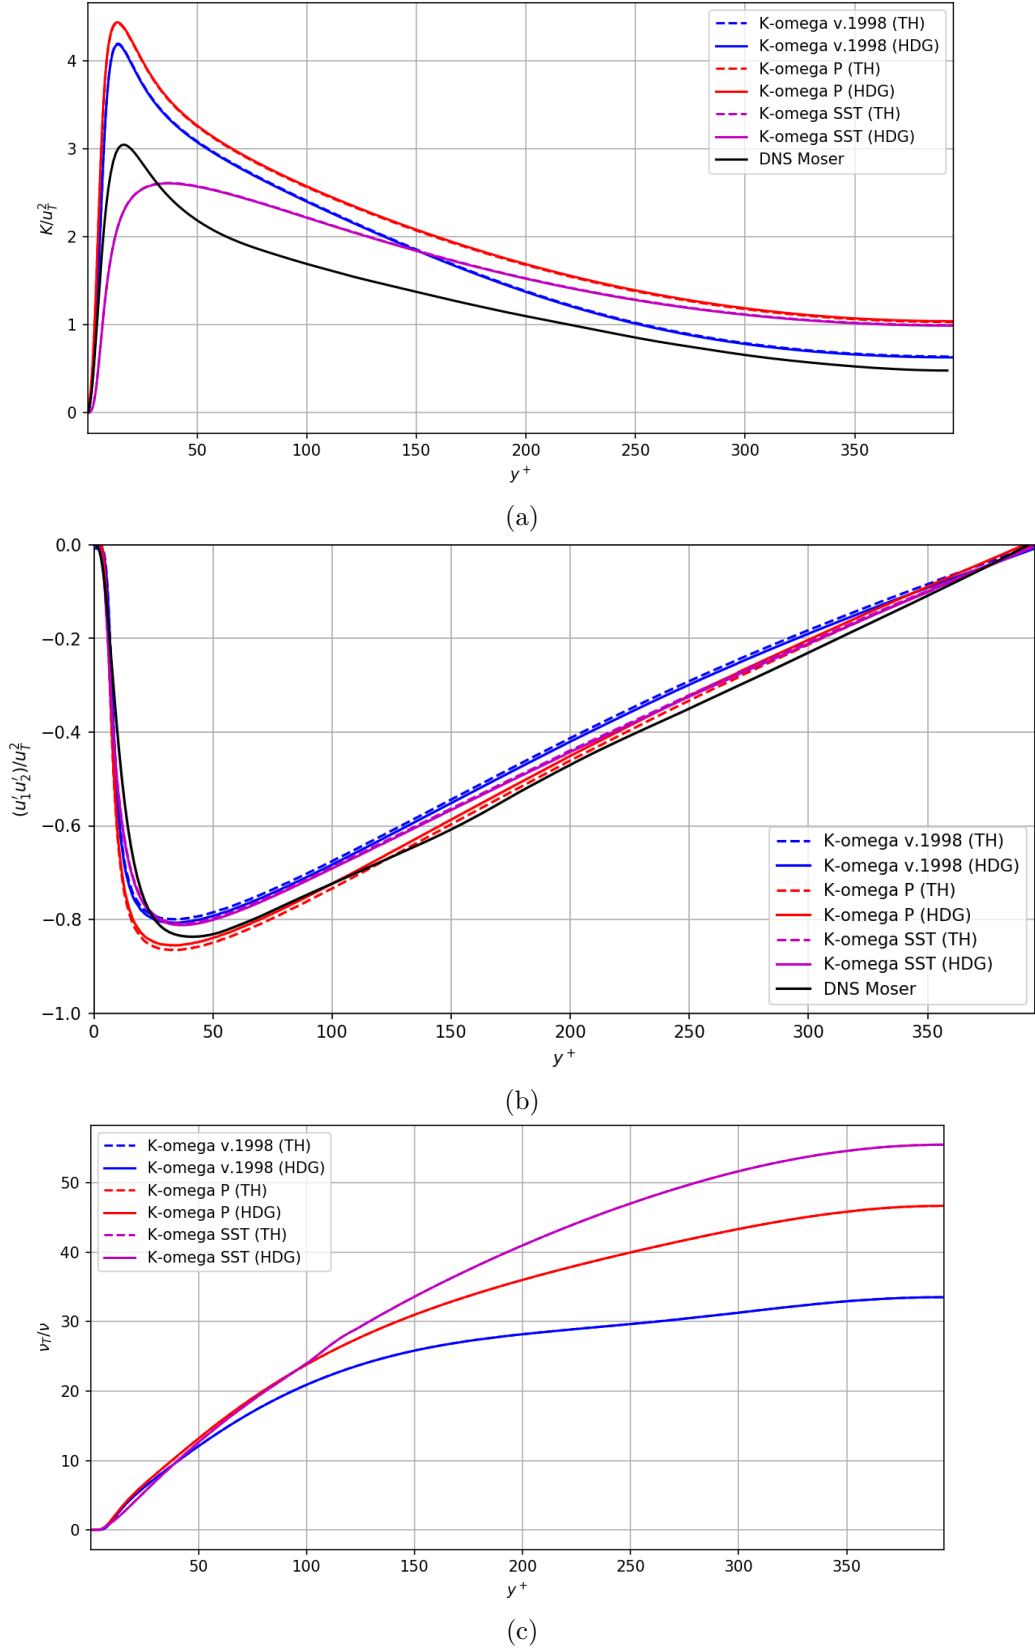 K-omega v.1998 (TH)
K-omega v.1998 (HDG)
K-omega P (TH)
K-omega P (HDG)
K-omega SST (TH)
K-omega SST (HDG)
DNS Moser
4
3
2
1
0
K/u_τ^2
50 100 150 200 250 300 350
y^+
(a)
0.0
−0.2
−0.4
−0.6
−0.8
−1.0
(u_1'u_2')/u_τ^2
K-omega v.1998 (TH)
K-omega v.1998 (HDG)
K-omega P (TH)
K-omega P (HDG)
K-omega SST (TH)
K-omega SST (HDG)
DNS Moser
0 50 100 150 200 250 300 350
y^+
(b)
K-omega v.1998 (TH)
K-omega v.1998 (HDG)
K-omega P (TH)
K-omega P (HDG)
K-omega SST (TH)
K-omega SST (HDG)
50
40
30
20
10
0
ν_T/ν
50 100 150 200 250 300 350
y^+
(c)